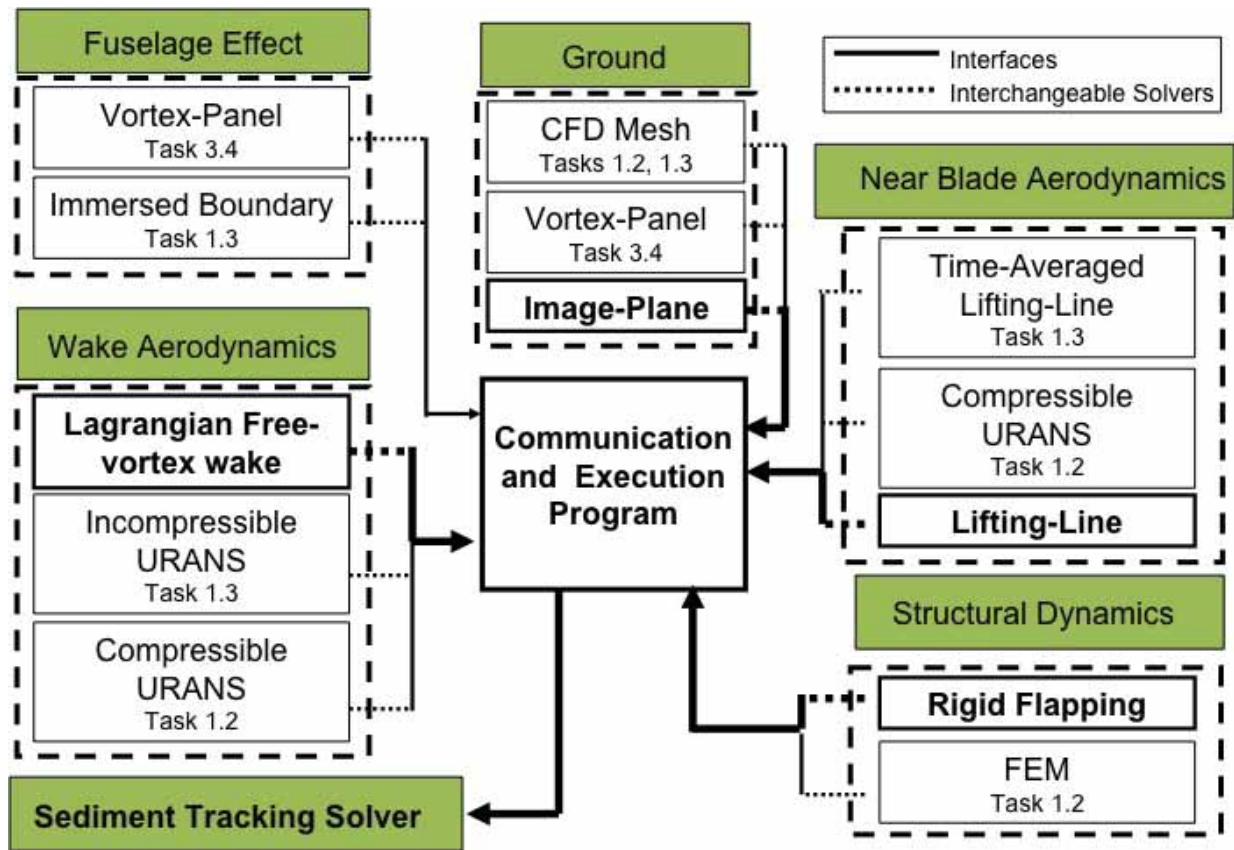 Fuselage Effect
Vortex-Panel
Task 3.4
Immersed Boundary
Task 1.3
Ground
CFD Mesh
Tasks 1.2, 1.3
Vortex-Panel
Task 3.4
Image-Plane
Interfaces
Interchangeable Solvers
Near Blade Aerodynamics
Time-Averaged
Lifting-Line
Task 1.3
Compressible
URANS
Task 1.2
Lifting-Line
Wake Aerodynamics
Lagrangian Free-
vortex wake
Incompressible
URANS
Task 1.3
Compressible
URANS
Task 1.2
Communication
and Execution
Program
Structural Dynamics
Rigid Flapping
FEM
Task 1.2
Sediment Tracking Solver